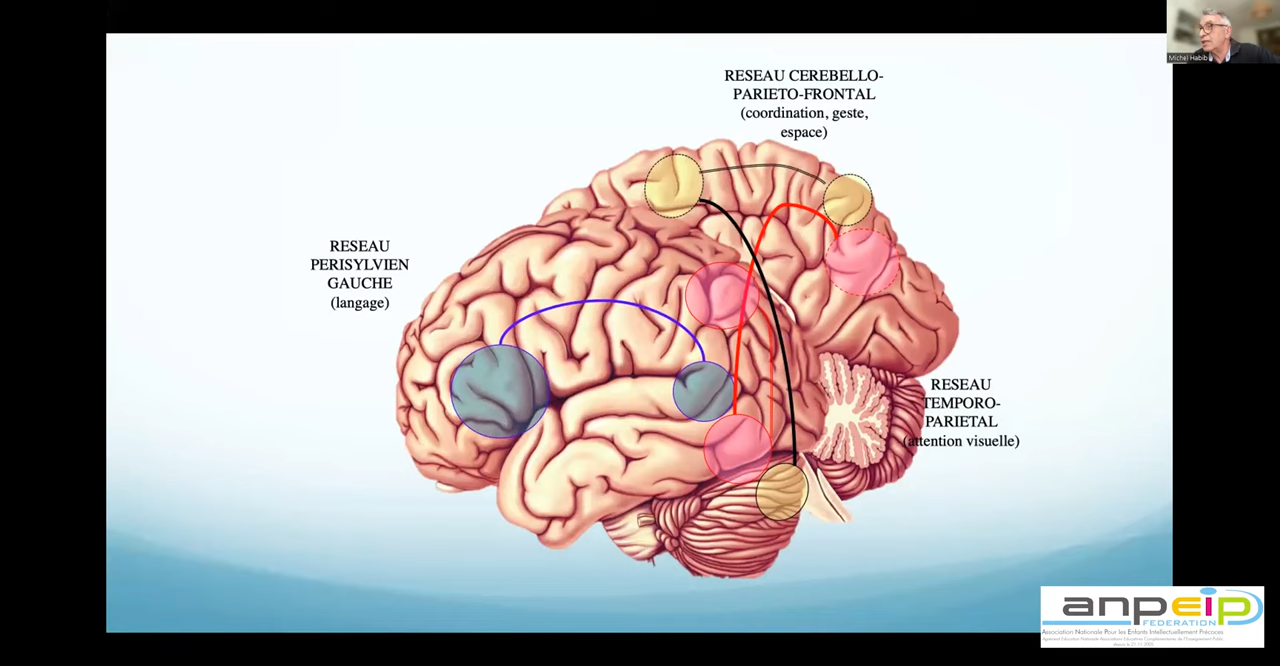 Michel Habib
RESEAU CEREBELLO-
PARIETO-FRONTAL
(coordination, geste,
espace)
RESEAU
PERISYLVIEN
GAUCHE
(langage)
RESEAU
TEMPORO-
PARIETAL
(attention visuelle)
anpeip
FEDERATION
Association Nationale Pour les Enfants Intellectuellement Précoces